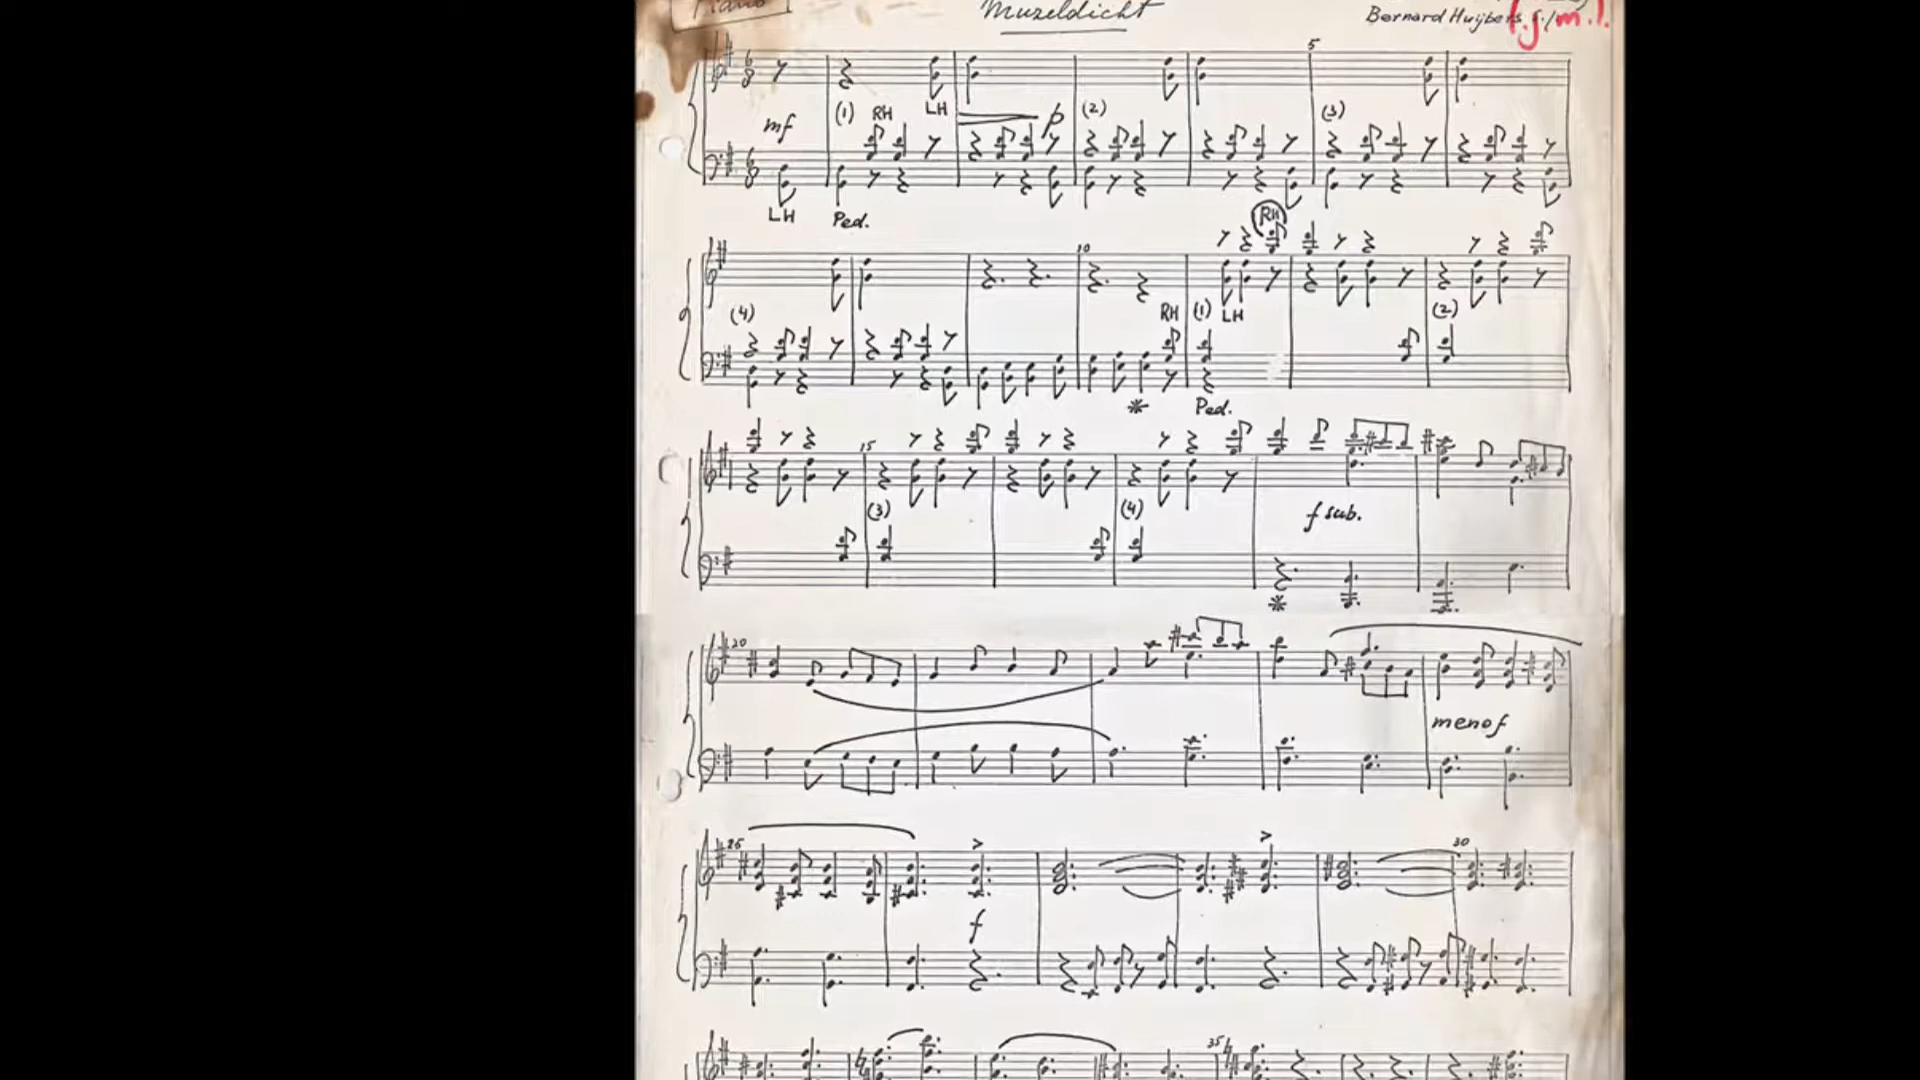 Piano Muzeldicht Bernard Huijbers
5
mf (1) RH LH p (2) (3)
LH Ped.
RH
10
(4) RH (1) LH (2)
* Ped.
15
(3) (4) f sub.
*
20
meno f
25 > > 30
f
35